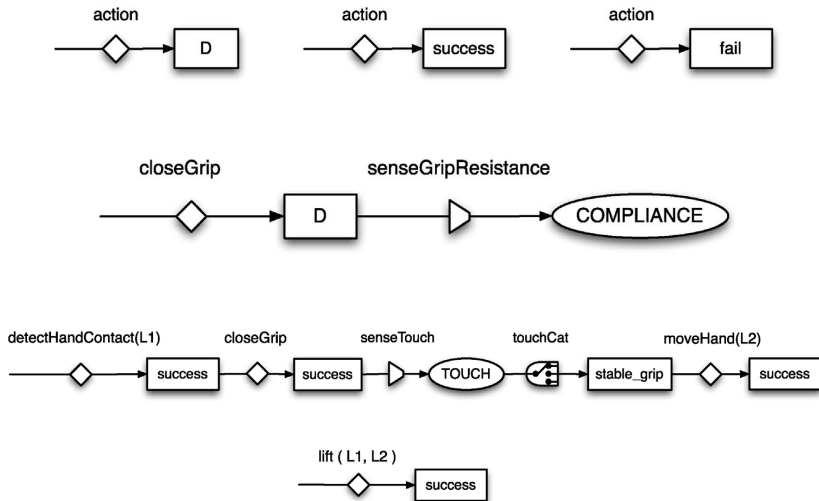 action action action
D success fail
closeGrip senseGripResistance
D COMPLIANCE
detectHandContact(L1) closeGrip senseTouch touchCat moveHand(L2)
success success TOUCH stable_grip success
lift ( L1, L2 )
success